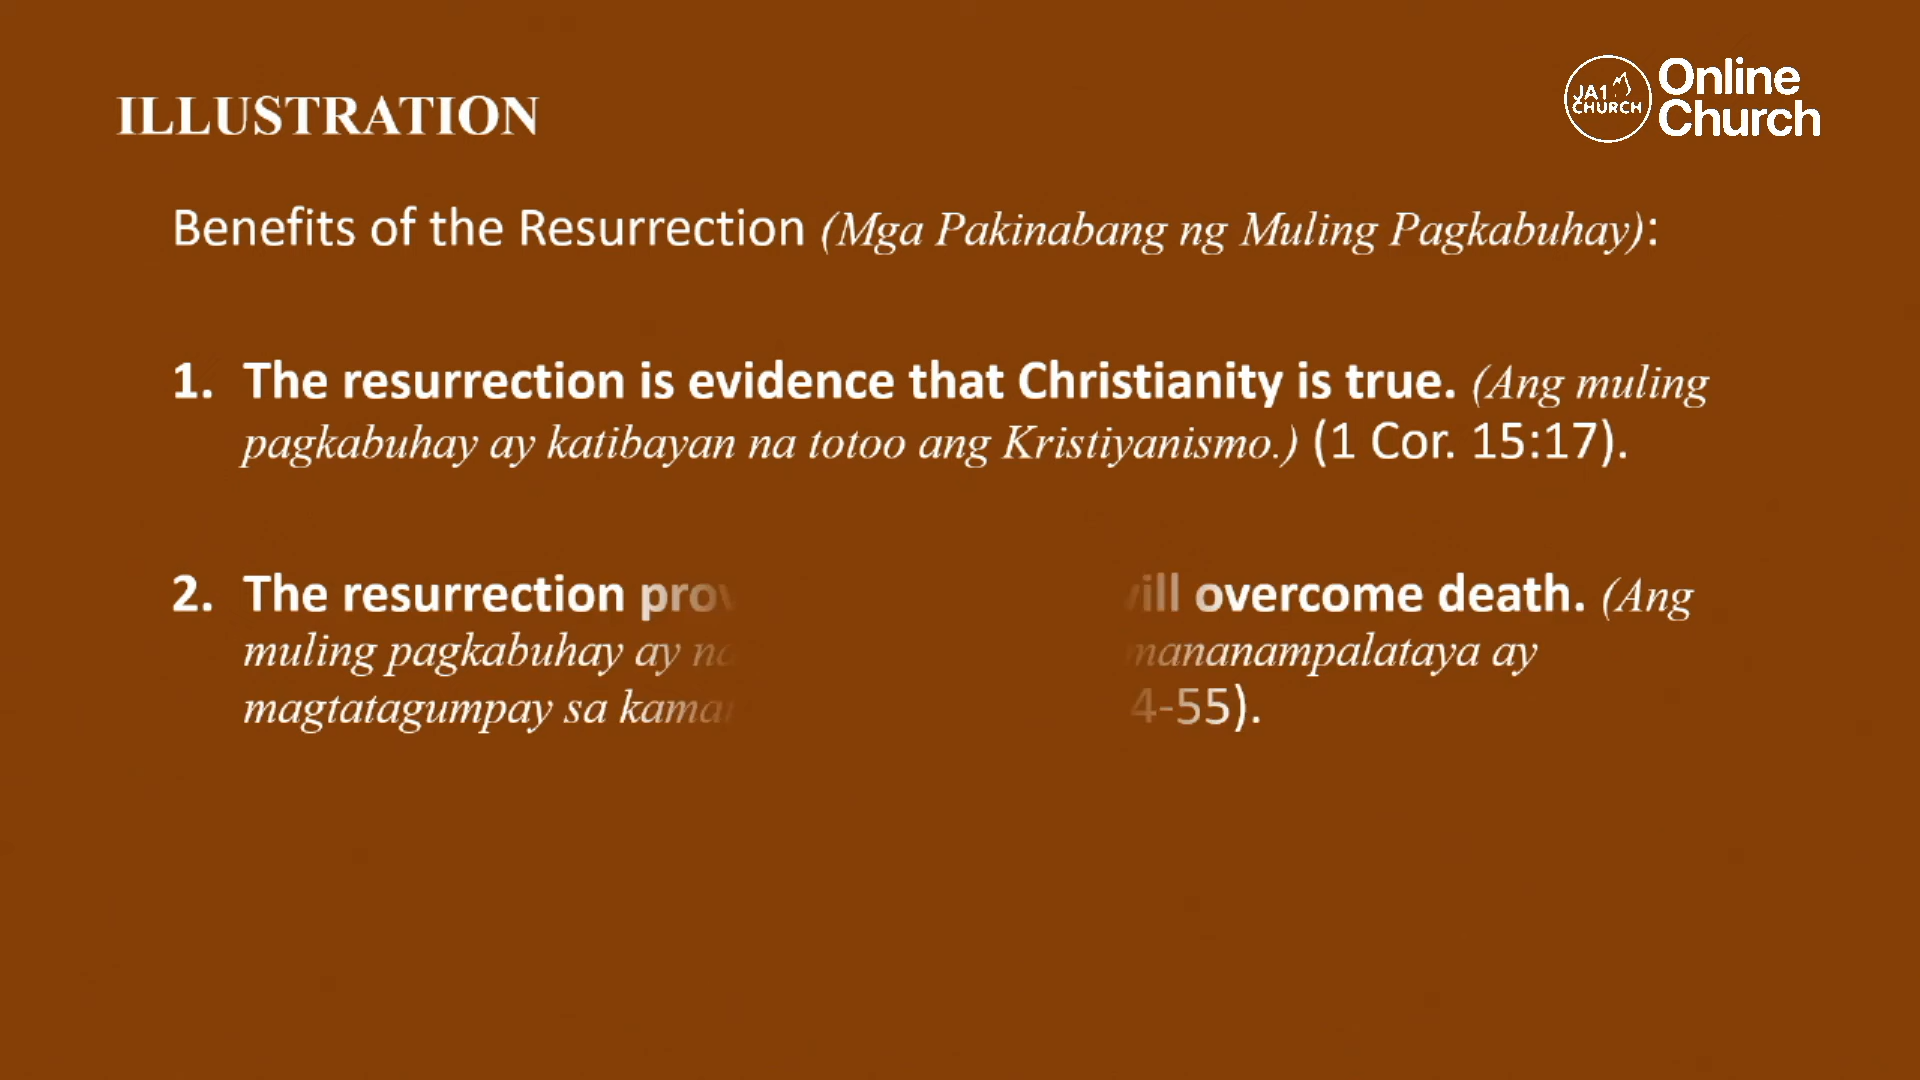 ILLUSTRATION
JA1 CHURCH
Online Church
Benefits of the Resurrection (Mga Pakinabang ng Muling Pagkabuhay):
1. The resurrection is evidence that Christianity is true. (Ang muling
pagkabuhay ay katibayan na totoo ang Kristiyanismo.) (1 Cor. 15:17).
2. The resurrection overcome death. (Ang
muling pagkabuhay ay mananampalataya ay
magtatagumpay sa 4-55).